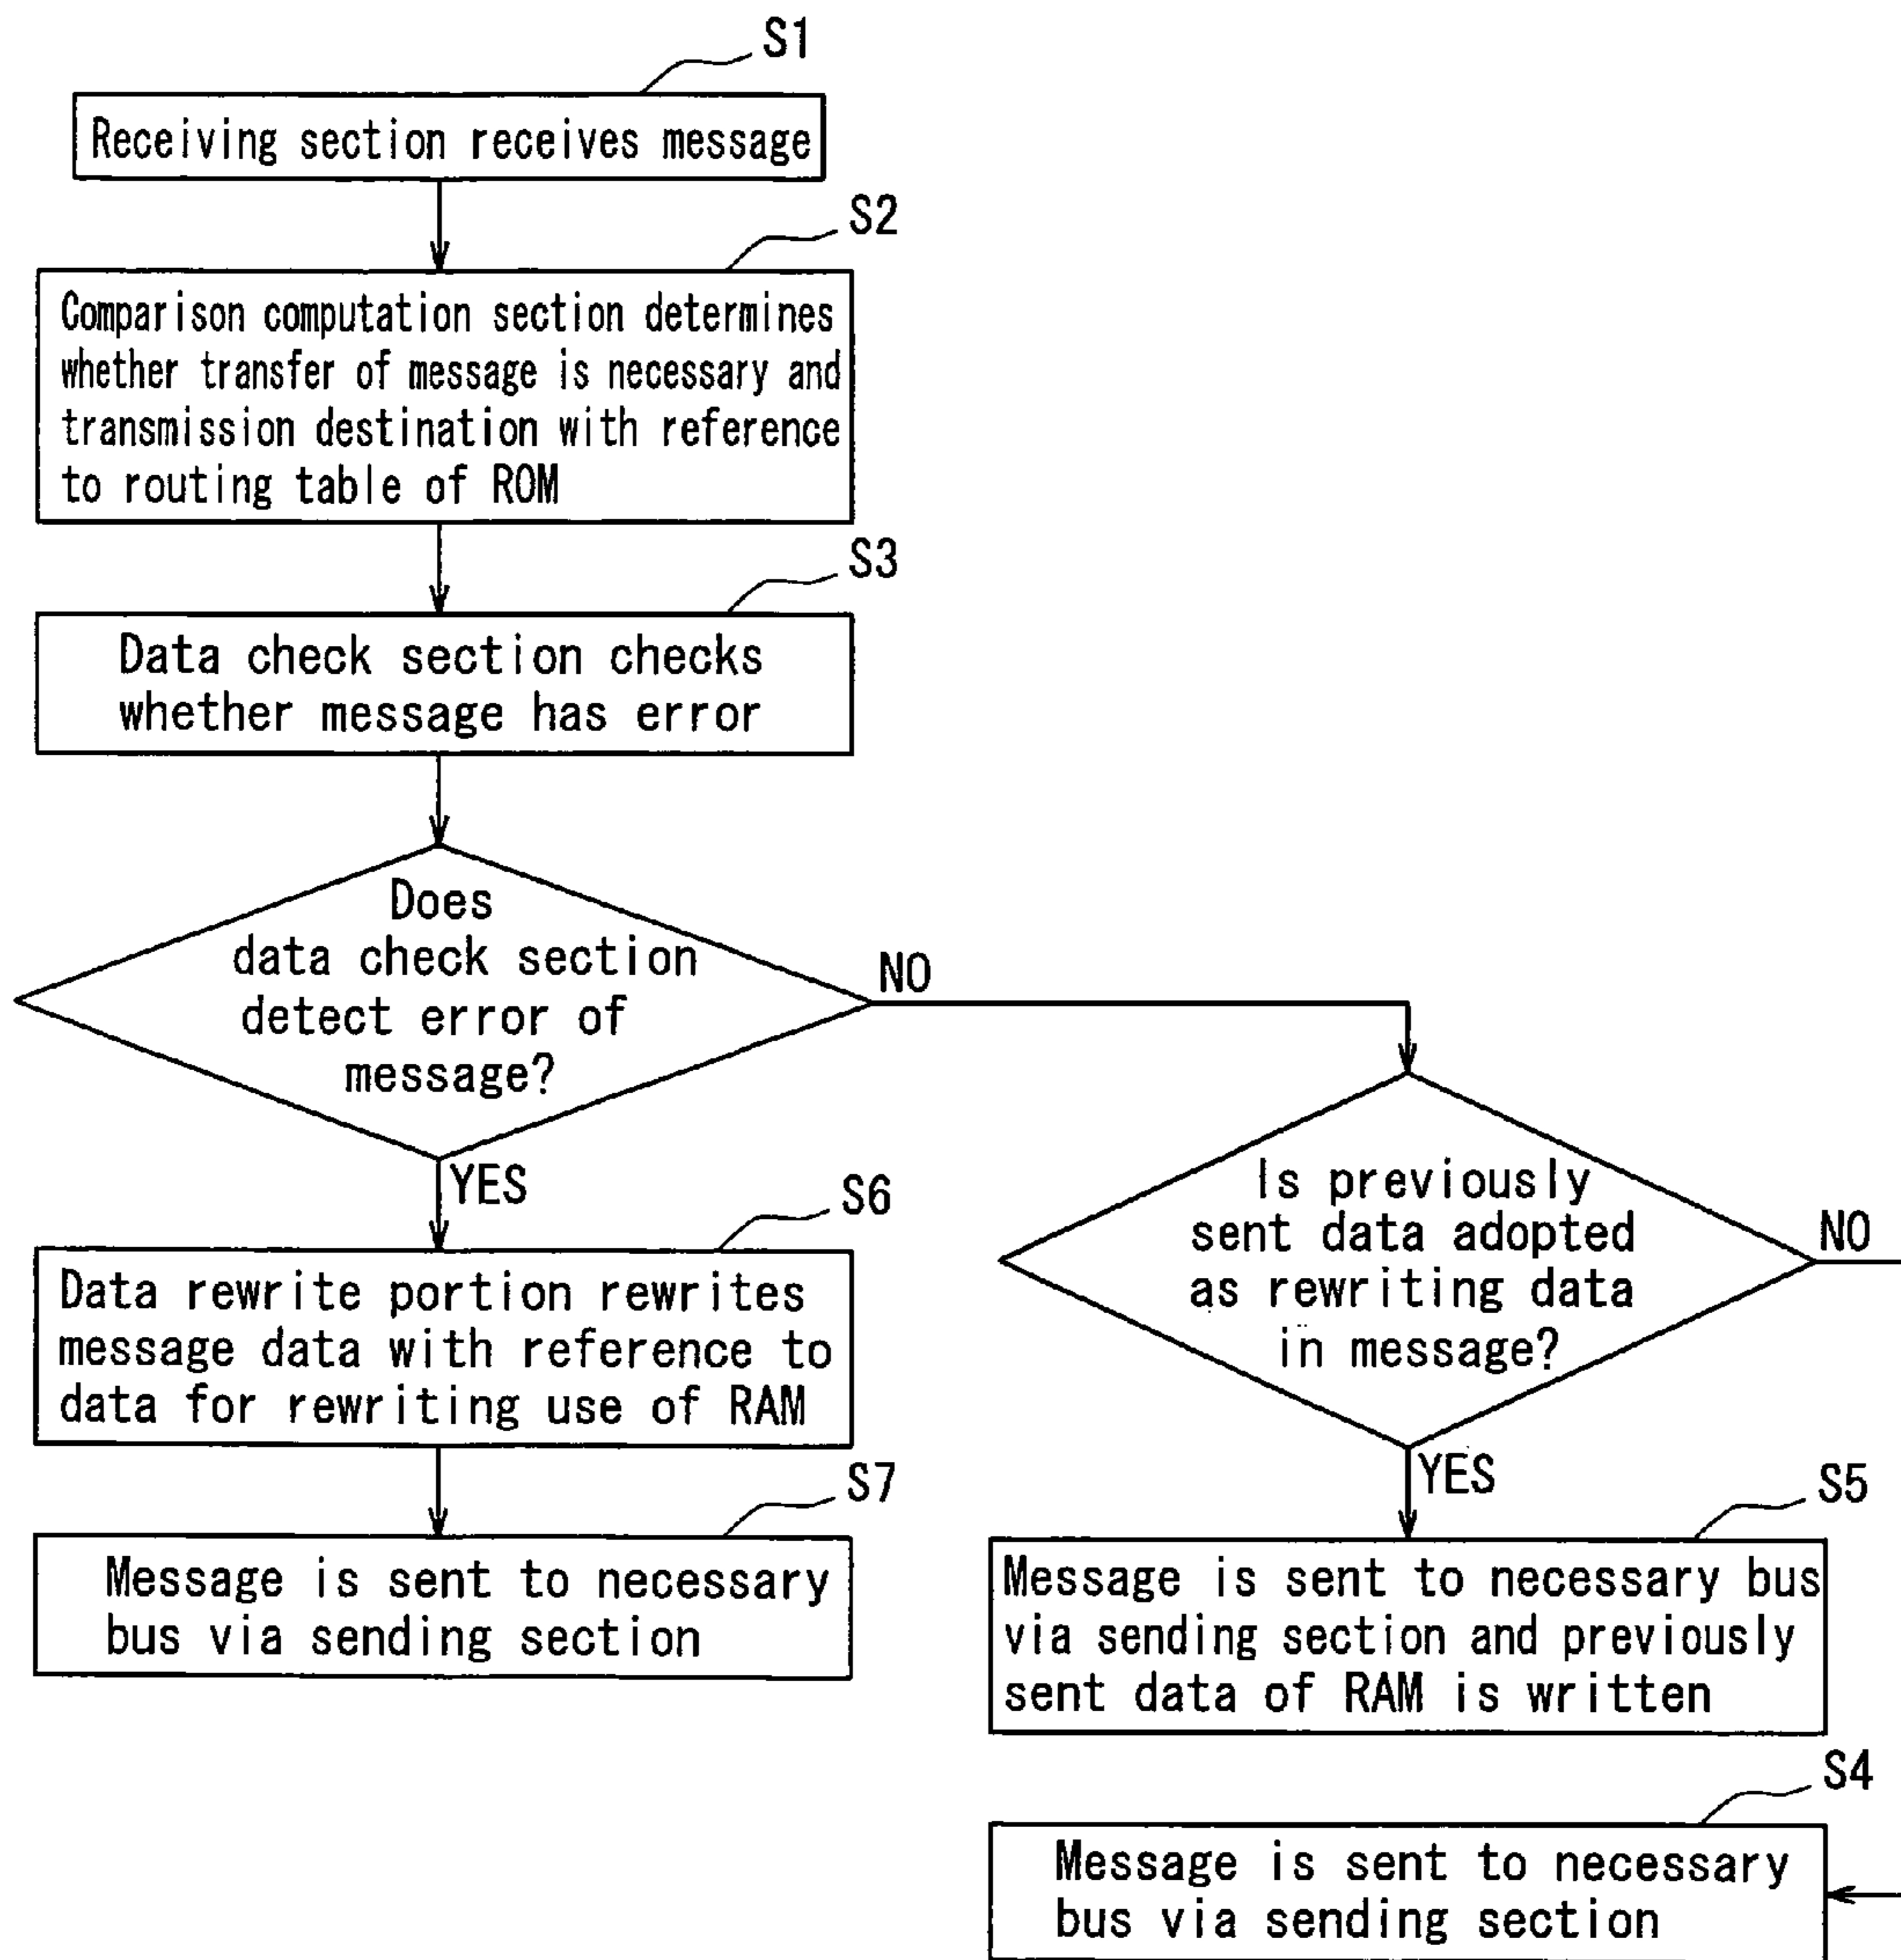 S1
Receiving section receives message
S2
Comparison computation section determines
whether transfer of message is necessary and
transmission destination with reference
to routing table of ROM
S3
Data check section checks
whether message has error
Does
data check section
detect error of
message?
NO
YES
Is previously
sent data adopted
as rewriting data
in message?
NO
YES
S6
Data rewrite portion rewrites
message data with reference to
data for rewriting use of RAM
S7
Message is sent to necessary
bus via sending section
S5
Message is sent to necessary bus
via sending section and previously
sent data of RAM is written
S4
Message is sent to necessary
bus via sending section